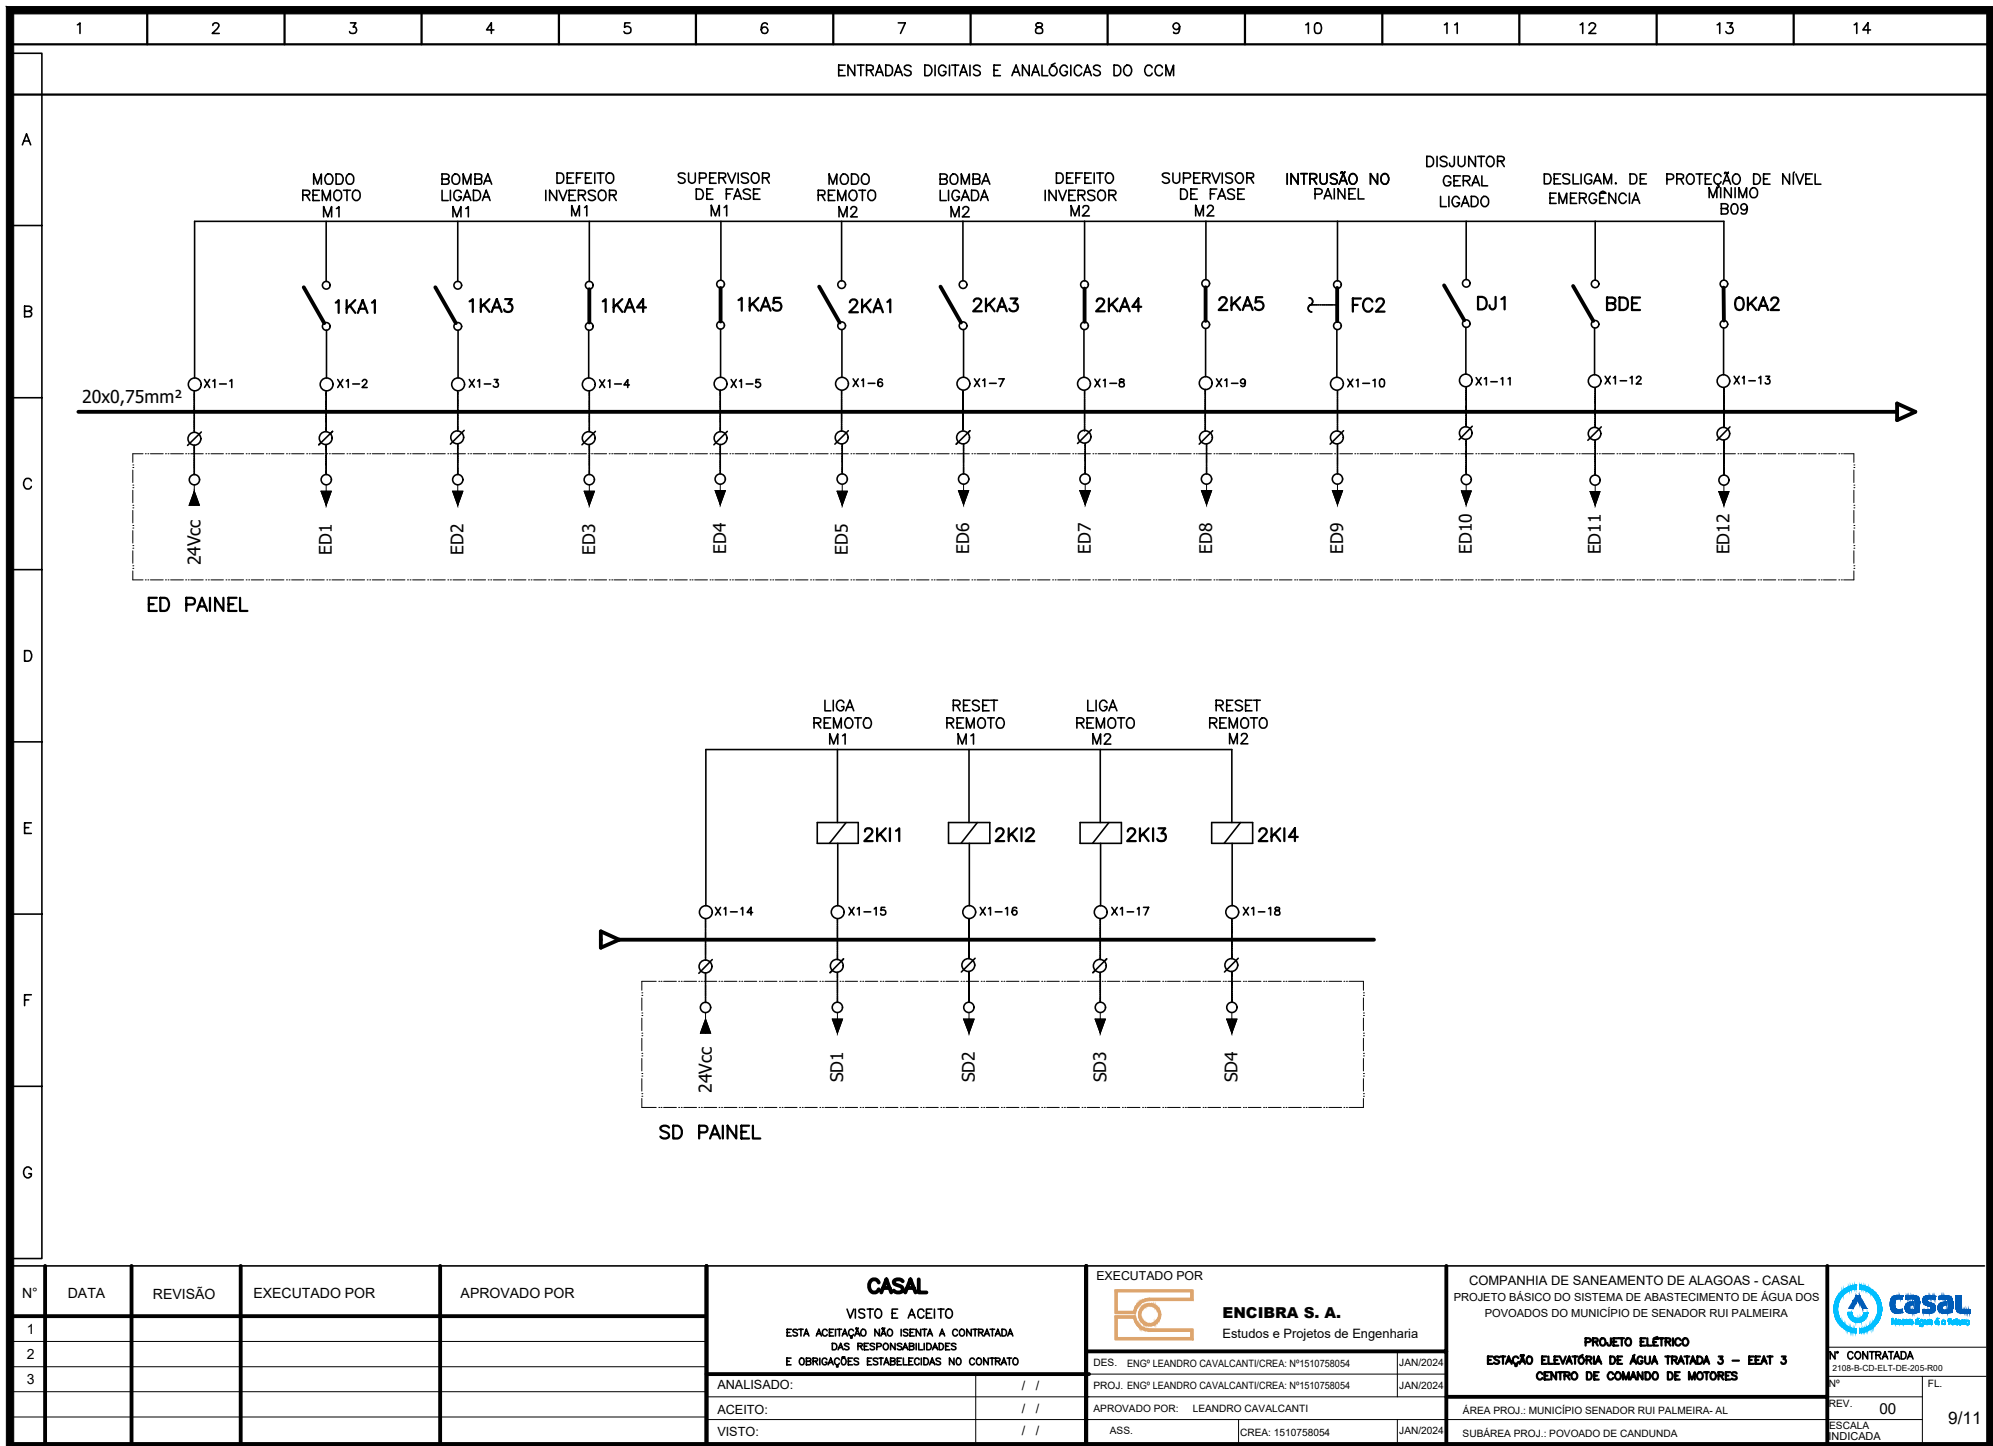 1 2 3 4 5 6 7 8 9 10 11 12 13 14
ENTRADAS DIGITAIS E ANALÓGICAS DO CCM
A
B
C
D
E
F
G
MODO
REMOTO
M1
BOMBA
LIGADA
M1
DEFEITO
INVERSOR
M1
SUPERVISOR
DE FASE
M1
MODO
REMOTO
M2
BOMBA
LIGADA
M2
DEFEITO
INVERSOR
M2
SUPERVISOR
DE FASE
M2
INTRUSÃO NO
PAINEL
DISJUNTOR
GERAL
LIGADO
DESLIGAM. DE
EMERGÊNCIA
PROTEÇÃO DE NÍVEL
MÍNIMO
B09
1KA1 1KA3 1KA4 1KA5 2KA1 2KA3 2KA4 2KA5 FC2 DJ1 BDE 0KA2
X1-1 X1-2 X1-3 X1-4 X1-5 X1-6 X1-7 X1-8 X1-9 X1-10 X1-11 X1-12 X1-13
20x0,75mm²
24Vcc ED1 ED2 ED3 ED4 ED5 ED6 ED7 ED8 ED9 ED10 ED11 ED12
ED PAINEL
LIGA
REMOTO
M1
RESET
REMOTO
M1
LIGA
REMOTO
M2
RESET
REMOTO
M2
2KI1 2KI2 2KI3 2KI4
X1-14 X1-15 X1-16 X1-17 X1-18
24Vcc SD1 SD2 SD3 SD4
SD PAINEL
N° DATA REVISÃO EXECUTADO POR APROVADO POR
1
2
3
CASAL
VISTO E ACEITO
ESTA ACEITAÇÃO NÃO ISENTA A CONTRATADA
DAS RESPONSABILIDADES
E OBRIGAÇÕES ESTABELECIDAS NO CONTRATO
ANALISADO: / /
ACEITO: / /
VISTO: / /
EXECUTADO POR
ENCIBRA S. A.
Estudos e Projetos de Engenharia
DES. ENGº LEANDRO CAVALCANTI/CREA: Nº1510758054 JAN/2024
PROJ. ENGº LEANDRO CAVALCANTI/CREA: Nº1510758054 JAN/2024
APROVADO POR: LEANDRO CAVALCANTI
ASS. CREA: 1510758054 JAN/2024
COMPANHIA DE SANEAMENTO DE ALAGOAS - CASAL
PROJETO BÁSICO DO SISTEMA DE ABASTECIMENTO DE ÁGUA DOS
POVOADOS DO MUNICÍPIO DE SENADOR RUI PALMEIRA
PROJETO ELÉTRICO
ESTAÇÃO ELEVATÓRIA DE ÁGUA TRATADA 3 - EEAT 3
CENTRO DE COMANDO DE MOTORES
ÁREA PROJ.: MUNICÍPIO SENADOR RUI PALMEIRA- AL
SUBÁREA PROJ.: POVOADO DE CANDUNDA
casal
Nossa água é o futuro
N° CONTRATADA
2108-B-CD-ELT-DE-205-R00
Nº
FL.
REV. 00
9/11
ESCALA
INDICADA